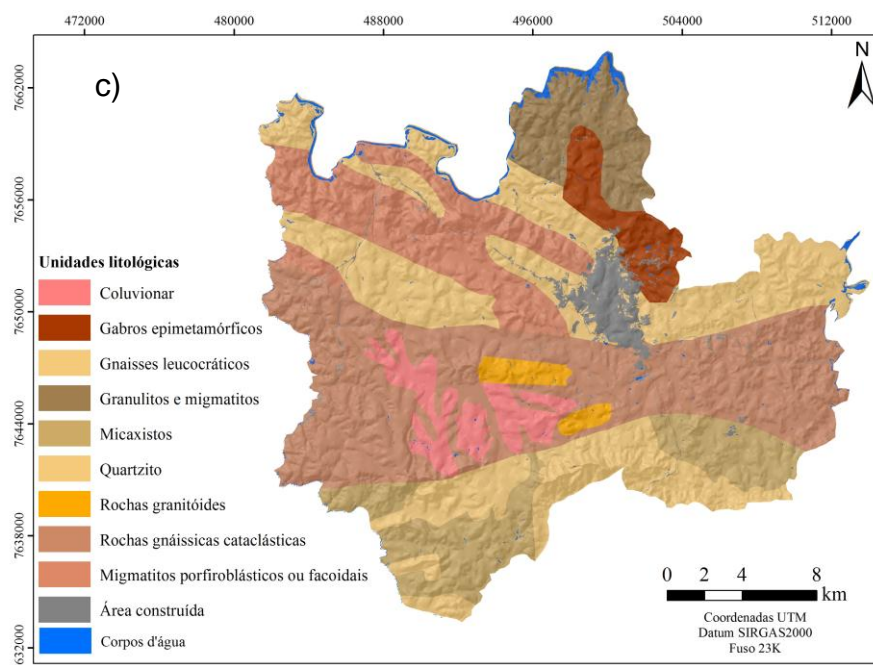 472000 480000 488000 496000 504000 512000
c)
N
7662000
7656000
7650000
7644000
7638000
7632000
Unidades litológicas
Coluvionar
Gabros epimetamórficos
Gnaisses leucocráticos
Granulitos e migmatitos
Micaxistos
Quartzito
Rochas granitóides
Rochas gnáissicas cataclásticas
Migmatitos porfiroblásticos ou facoidais
Área construída
Corpos d'água
0 2 4 8
km
Coordenadas UTM
Datum SIRGAS2000
Fuso 23K